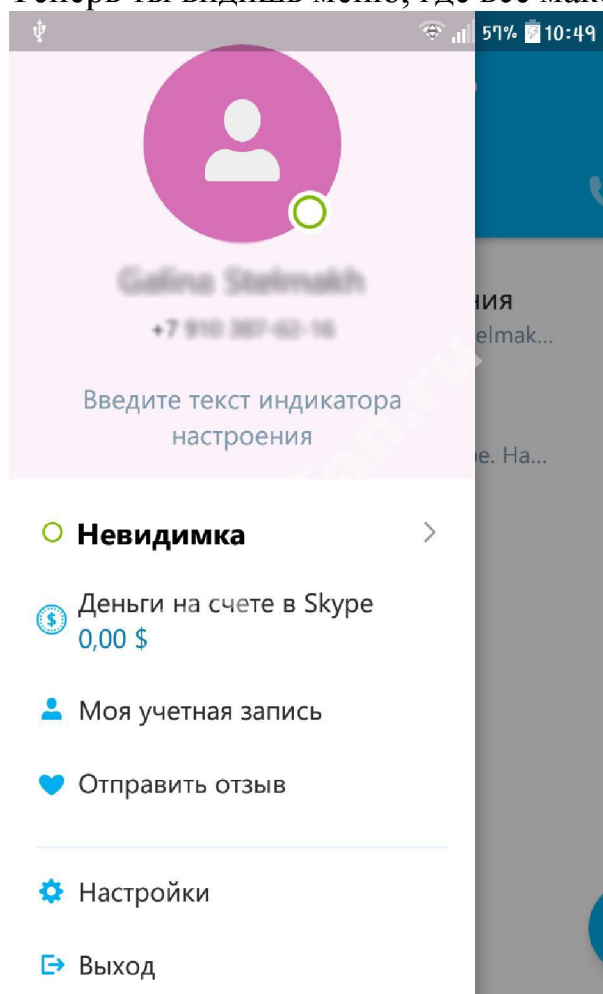 57% 10:49
+7
Введите текст индикатора
настроения
Невидимка
Деньги на счете в Skype
0,00 $
Моя учетная запись
Отправить отзыв
Настройки
Выход
ния
elmak...
е. На...